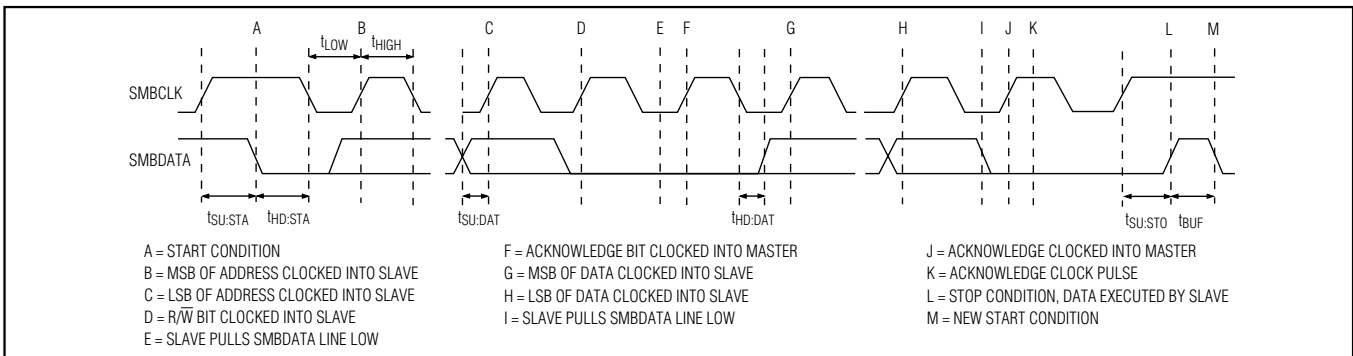 A B C D E F G H I J K L M
tLOW tHIGH
SMBCLK
SMBDATA
tSU:STA tHD:STA tSU:DAT tHD:DAT tSU:STO tBUF
A = START CONDITION
B = MSB OF ADDRESS CLOCKED INTO SLAVE
C = LSB OF ADDRESS CLOCKED INTO SLAVE
D = R/W̅ BIT CLOCKED INTO SLAVE
E = SLAVE PULLS SMBDATA LINE LOW
F = ACKNOWLEDGE BIT CLOCKED INTO MASTER
G = MSB OF DATA CLOCKED INTO SLAVE
H = LSB OF DATA CLOCKED INTO SLAVE
I = SLAVE PULLS SMBDATA LINE LOW
J = ACKNOWLEDGE CLOCKED INTO MASTER
K = ACKNOWLEDGE CLOCK PULSE
L = STOP CONDITION, DATA EXECUTED BY SLAVE
M = NEW START CONDITION